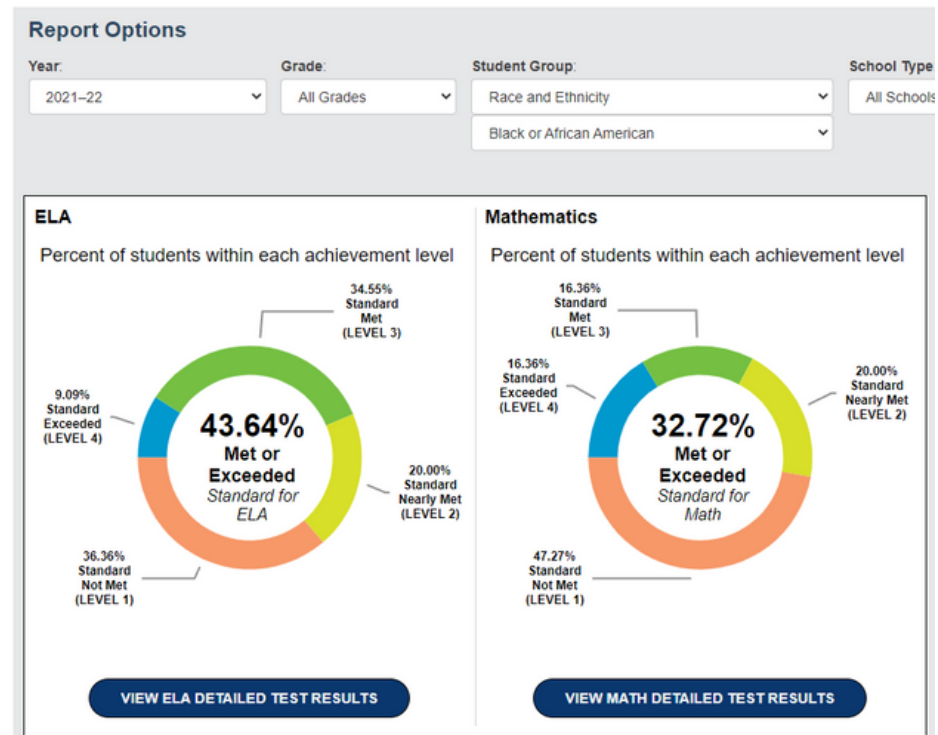 Report Options
Year:
Grade:
Student Group:
School Type
2021–22
All Grades
Race and Ethnicity
All Schools
Black or African American
ELA
Percent of students within each achievement level
34.55%
Standard
Met
(LEVEL 3)
9.09%
Standard
Exceeded
(LEVEL 4)
43.64%
Met or
Exceeded
Standard for
ELA
20.00%
Standard
Nearly Met
(LEVEL 2)
36.36%
Standard
Not Met
(LEVEL 1)
VIEW ELA DETAILED TEST RESULTS
Mathematics
Percent of students within each achievement level
16.36%
Standard
Met
(LEVEL 3)
16.36%
Standard
Exceeded
(LEVEL 4)
20.00%
Standard
Nearly Met
(LEVEL 2)
32.72%
Met or
Exceeded
Standard for
Math
47.27%
Standard
Not Met
(LEVEL 1)
VIEW MATH DETAILED TEST RESULTS